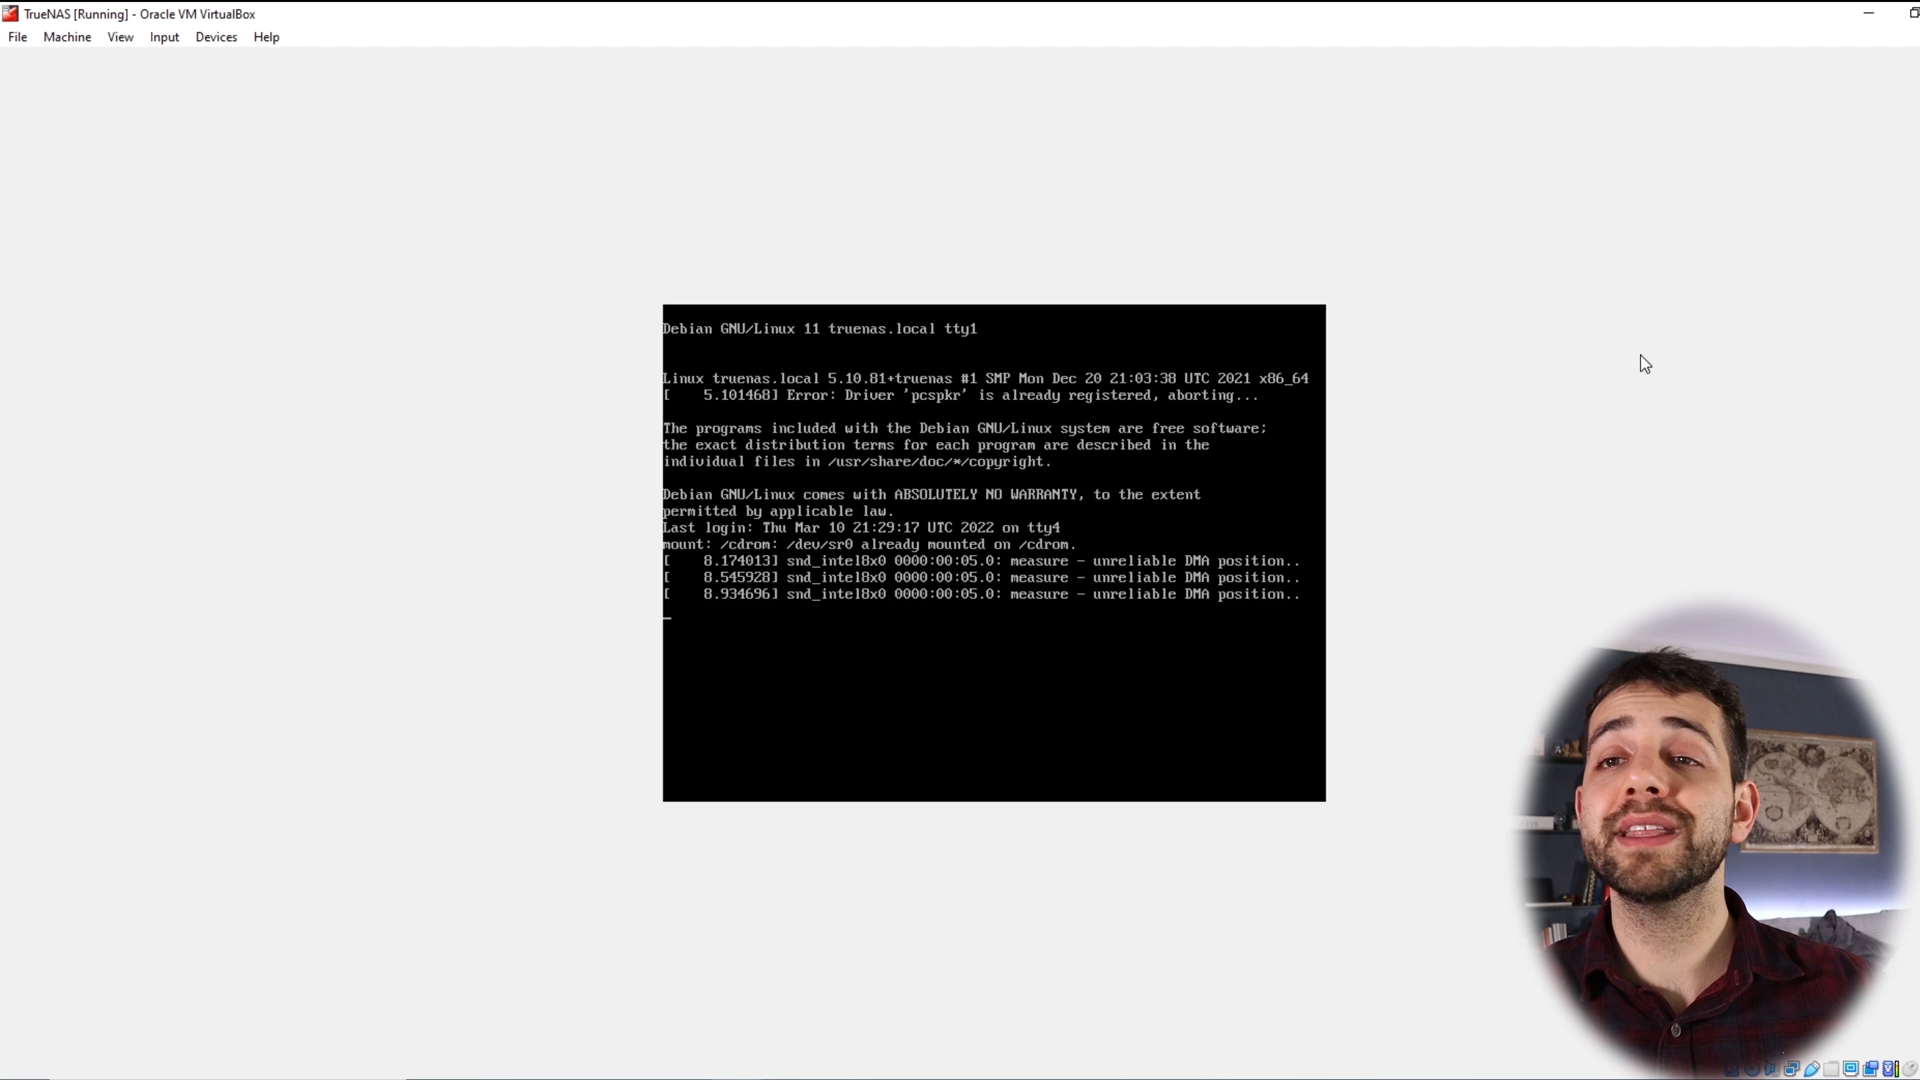 TrueNAS [Running] - Oracle VM VirtualBox
File Machine View Input Devices Help
Debian GNU/Linux 11 truenas.local tty1
Linux truenas.local 5.10.81+truenas #1 SMP Mon Dec 20 21:03:38 UTC 2021 x86_64
[    5.101468] Error: Driver 'pcspkr' is already registered, aborting...
The programs included with the Debian GNU/Linux system are free software;
the exact distribution terms for each program are described in the
individual files in /usr/share/doc/*/copyright.
Debian GNU/Linux comes with ABSOLUTELY NO WARRANTY, to the extent
permitted by applicable law.
Last login: Thu Mar 10 21:29:17 UTC 2022 on tty4
mount: /cdrom: /dev/sr0 already mounted on /cdrom.
[    8.174013] snd_intel8x0 0000:00:05.0: measure - unreliable DMA position..
[    8.545928] snd_intel8x0 0000:00:05.0: measure - unreliable DMA position..
[    8.934696] snd_intel8x0 0000:00:05.0: measure - unreliable DMA position..